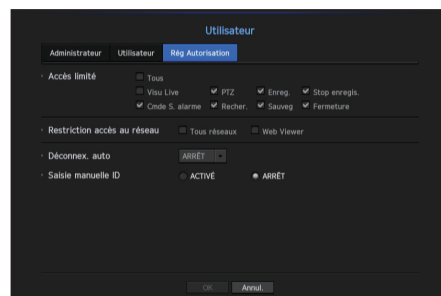 Utilisateur
Administrateur Utilisateur Rég Autorisation
Accès limité Tous
Visu Live PTZ Enreg. Stop enregis.
Cmde S. alarme Recher. Sauveg Fermeture
Restriction accès au réseau Tous réseaux Web Viewer
Déconnex. auto ARRÊT
Saisie manuelle ID ACTIVÉ ARRÊT
OK Annul.